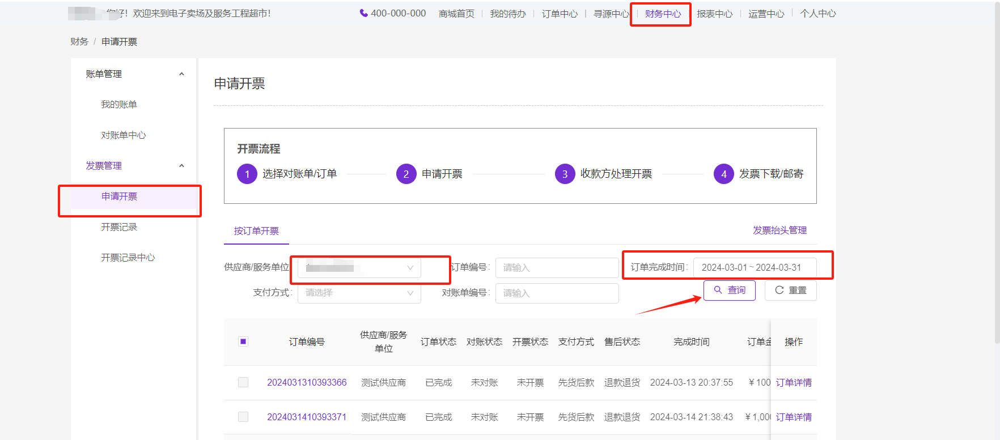 你好！欢迎来到电子卖场及服务工程超市!
400-000-000 商城首页 我的待办 订单中心 寻源中心 财务中心 报表中心 运营中心 个人中心
财务 / 申请开票
账单管理
我的账单
对账单中心
发票管理
申请开票
开票记录
开票记录中心
申请开票
开票流程
1 选择对账单/订单 2 申请开票 3 收款方处理开票 4 发票下载/邮寄
按订单开票 发票抬头管理
供应商/服务单位 订单编号: 请输入 订单完成时间: 2024-03-01 ~ 2024-03-31
支付方式: 请选择 对账单编号: 请输入 查询 重置
订单编号 供应商/服务单位 订单状态 对账状态 开票状态 支付方式 售后状态 完成时间 订单金 操作
2024031310393366 测试供应商 已完成 未对账 未开票 先货后款 退款退货 2024-03-13 20:37:55 ￥100 订单详情
2024031410393371 测试供应商 已完成 未对账 未开票 先货后款 退款退货 2024-03-14 21:38:43 ￥1,000 订单详情